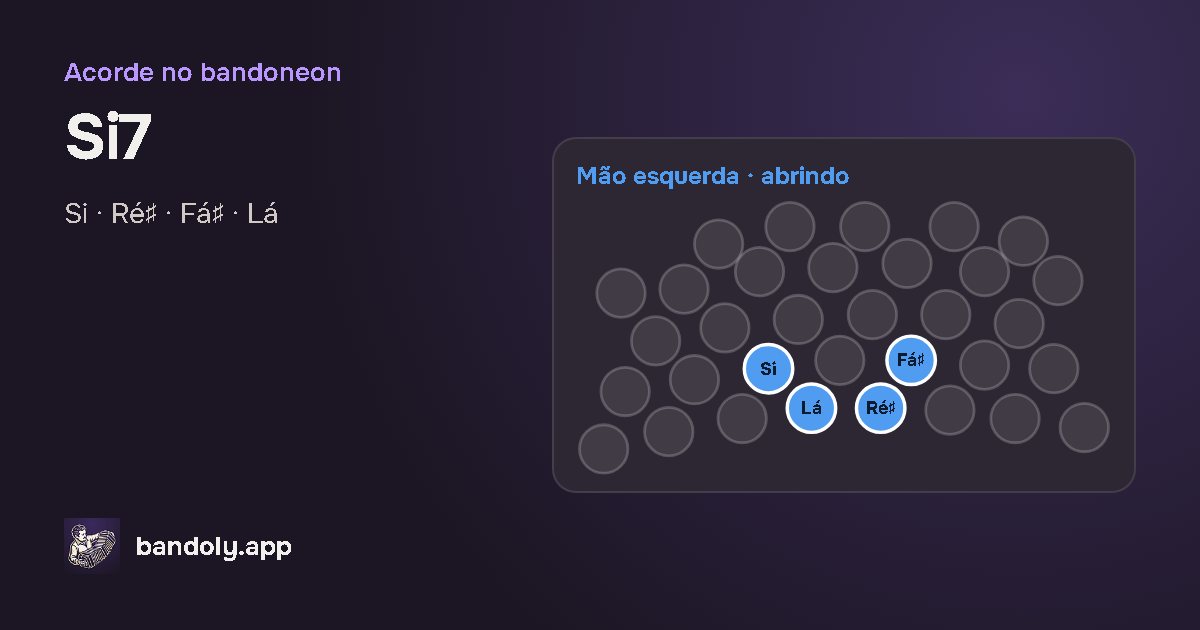 Acorde no bandoneon
Si7
Si · Ré♯ · Fá♯ · Lá
Mão esquerda · abrindo
Si
Fá♯
Lá
Ré♯
bandoly.app